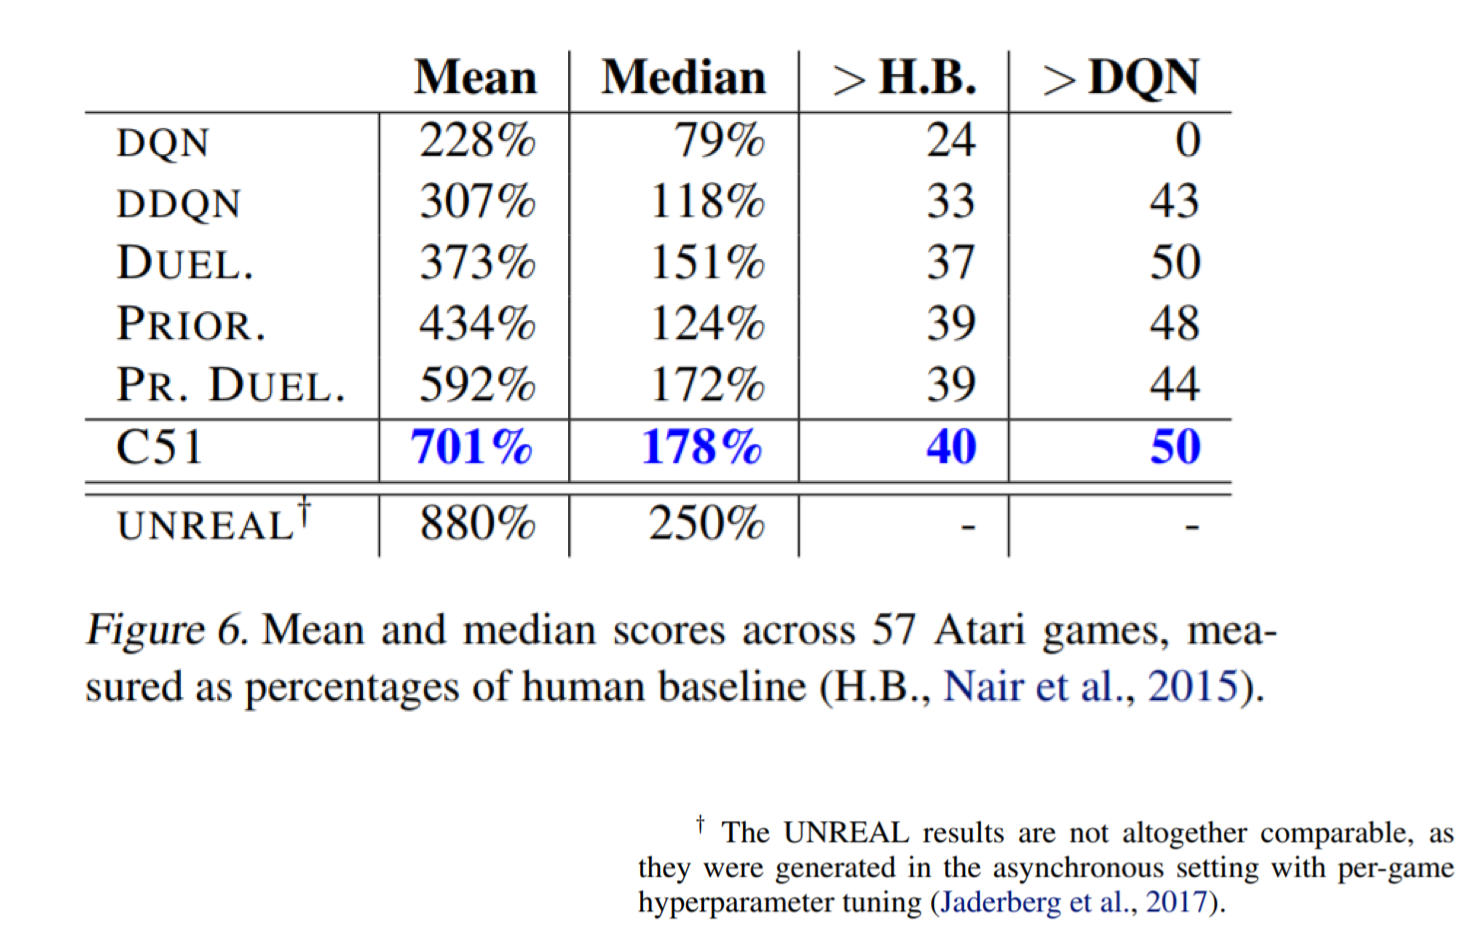 Mean Median > H.B. > DQN
DQN 228% 79% 24 0
DDQN 307% 118% 33 43
DUEL. 373% 151% 37 50
PRIOR. 434% 124% 39 48
PR. DUEL. 592% 172% 39 44
C51 701% 178% 40 50
UNREAL† 880% 250% - -
Figure 6. Mean and median scores across 57 Atari games, mea-
sured as percentages of human baseline (H.B., Nair et al., 2015).
† The UNREAL results are not altogether comparable, as
they were generated in the asynchronous setting with per-game
hyperparameter tuning (Jaderberg et al., 2017).